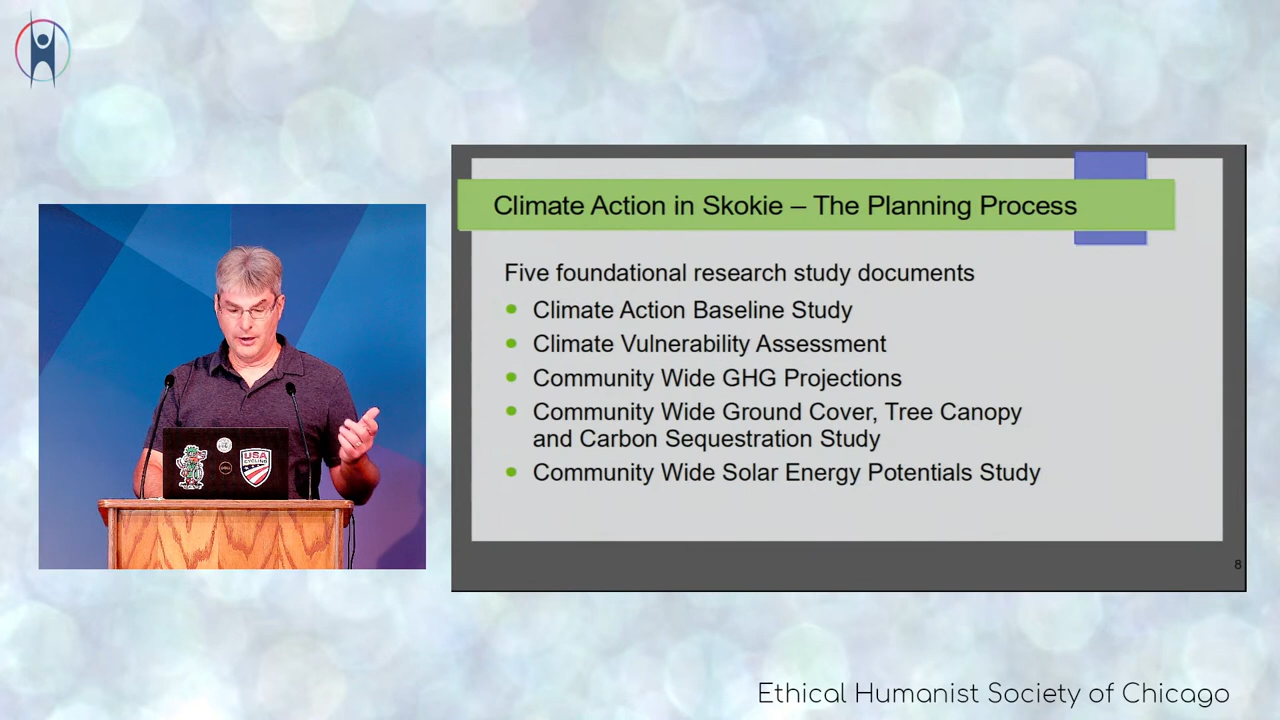 Climate Action in Skokie – The Planning Process
Five foundational research study documents
Climate Action Baseline Study
Climate Vulnerability Assessment
Community Wide GHG Projections
Community Wide Ground Cover, Tree Canopy
and Carbon Sequestration Study
Community Wide Solar Energy Potentials Study
8
USA
CYCLING
DELL
Ethical Humanist Society of Chicago